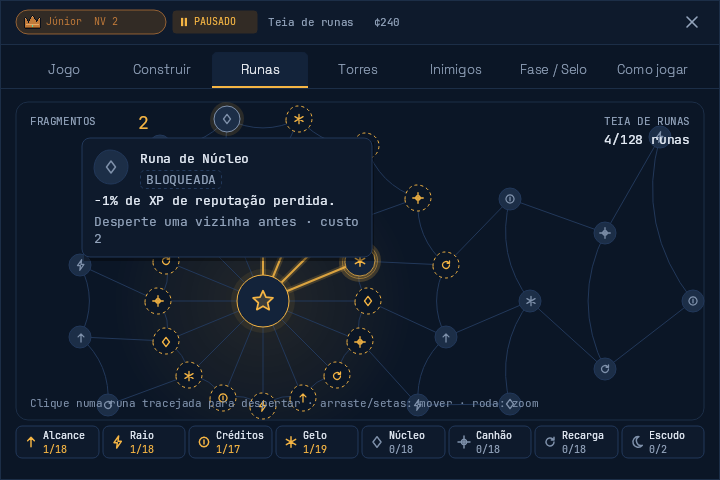 Júnior NV 2
PAUSADO
Teia de runas
₵240
Jogo
Construir
Runas
Torres
Inimigos
Fase / Selo
Como jogar
FRAGMENTOS 2
TEIA DE RUNAS
4/128 runas
Runa de Núcleo
BLOQUEADA
-1% de XP de reputação perdida.
Desperte uma vizinha antes · custo
2
Clique numa runa tracejada para despertar · arraste/setas: mover · roda: zoom
Alcance
1/18
Raio
1/18
Créditos
1/17
Gelo
1/19
Núcleo
0/18
Canhão
0/18
Recarga
0/18
Escudo
0/2